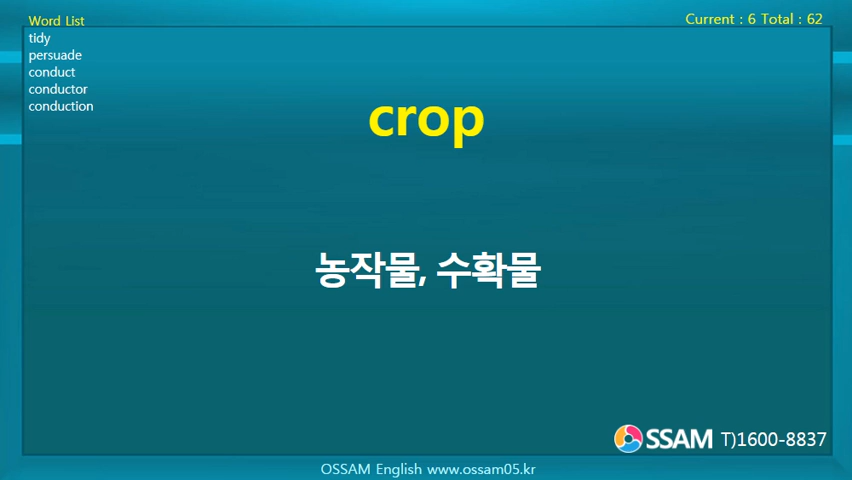 Word List
Current : 6 Total : 62
tidy
persuade
conduct
conductor
conduction
crop
농작물, 수확물
SSAM T)1600-8837
OSSAM English www.ossam05.kr